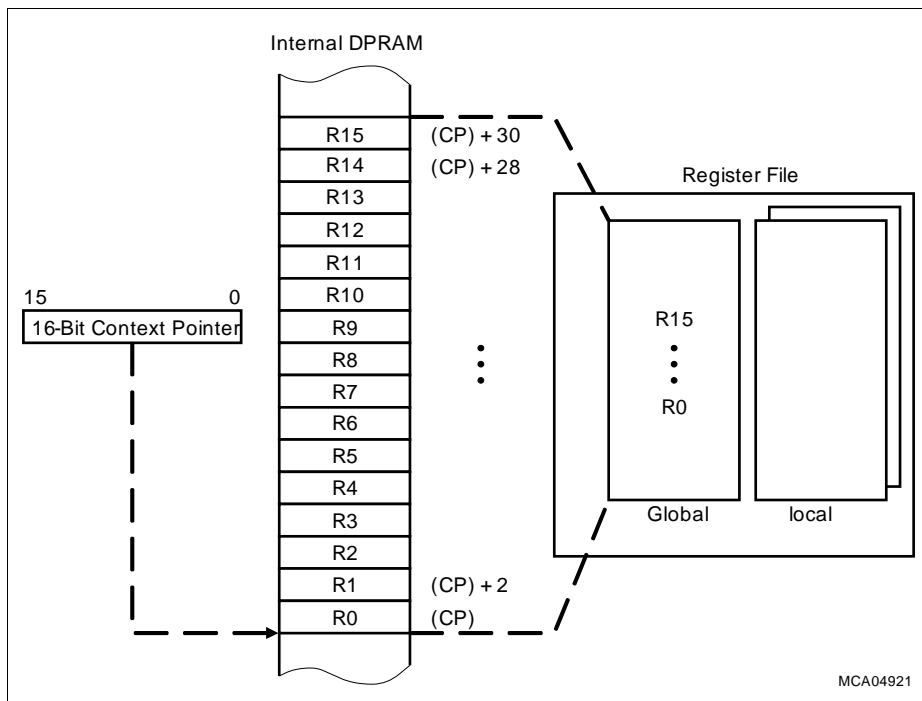 Internal DPRAM
R15 (CP) + 30
R14 (CP) + 28
Register File
R13
R12
R11
15 0
R10
16-Bit Context Pointer
R9
R8
R7
R6
R5
R4
R3
R2
R1 (CP) + 2
R0 (CP)
R15
R0
Global local
MCA04921